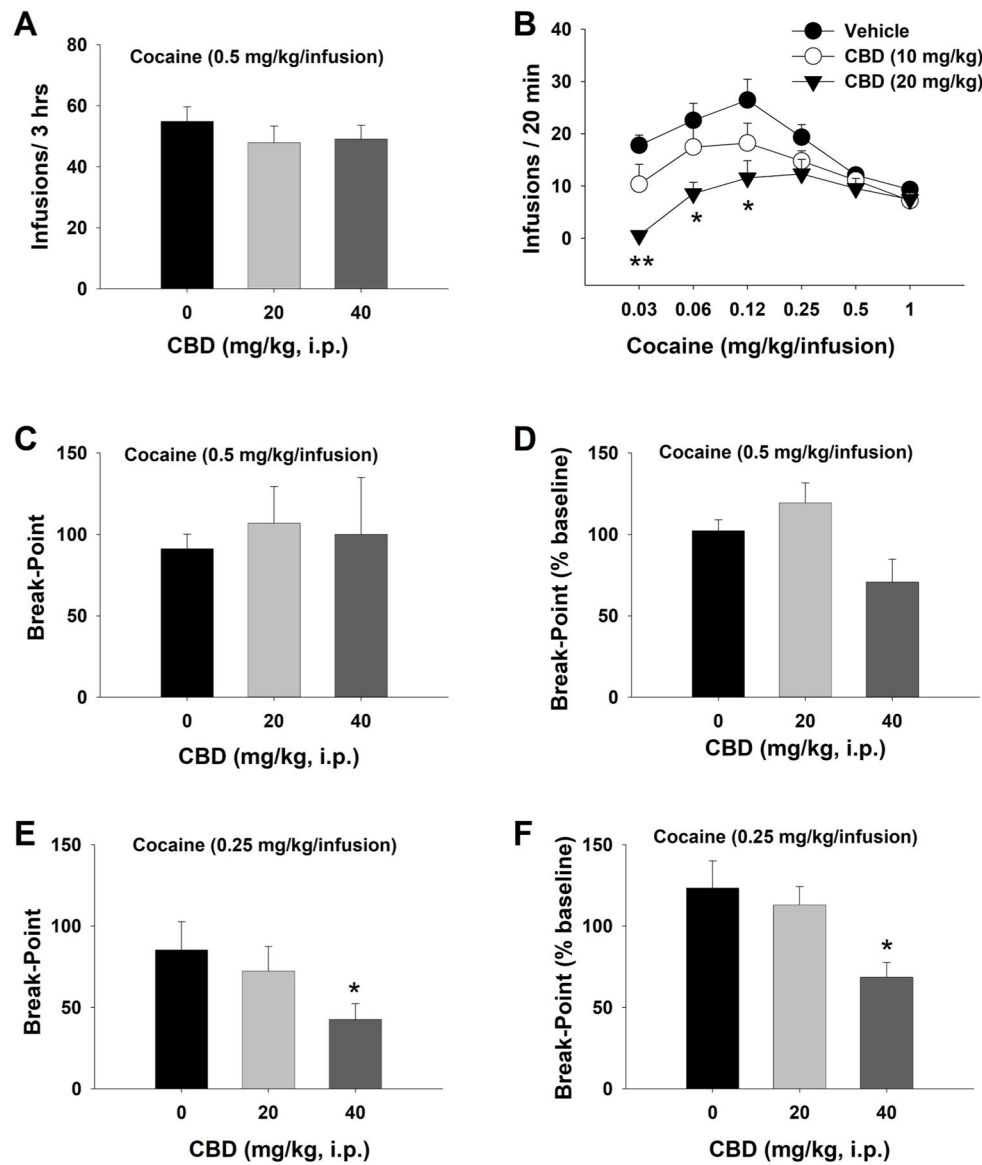 A
Cocaine (0.5 mg/kg/infusion)
Infusions/ 3 hrs
80
60
40
20
0
0 20 40
CBD (mg/kg, i.p.)
B
Vehicle
CBD (10 mg/kg)
CBD (20 mg/kg)
Infusions / 20 min
40
30
20
10
0
**
*
*
0.03 0.06 0.12 0.25 0.5 1
Cocaine (mg/kg/infusion)
C
Cocaine (0.5 mg/kg/infusion)
Break-Point
150
100
50
0
0 20 40
CBD (mg/kg, i.p.)
D
Cocaine (0.5 mg/kg/infusion)
Break-Point (% baseline)
150
100
50
0
0 20 40
CBD (mg/kg, i.p.)
E
Cocaine (0.25 mg/kg/infusion)
Break-Point
150
100
50
0
*
0 20 40
CBD (mg/kg, i.p.)
F
Cocaine (0.25 mg/kg/infusion)
Break-Point (% baseline)
150
100
50
0
*
0 20 40
CBD (mg/kg, i.p.)